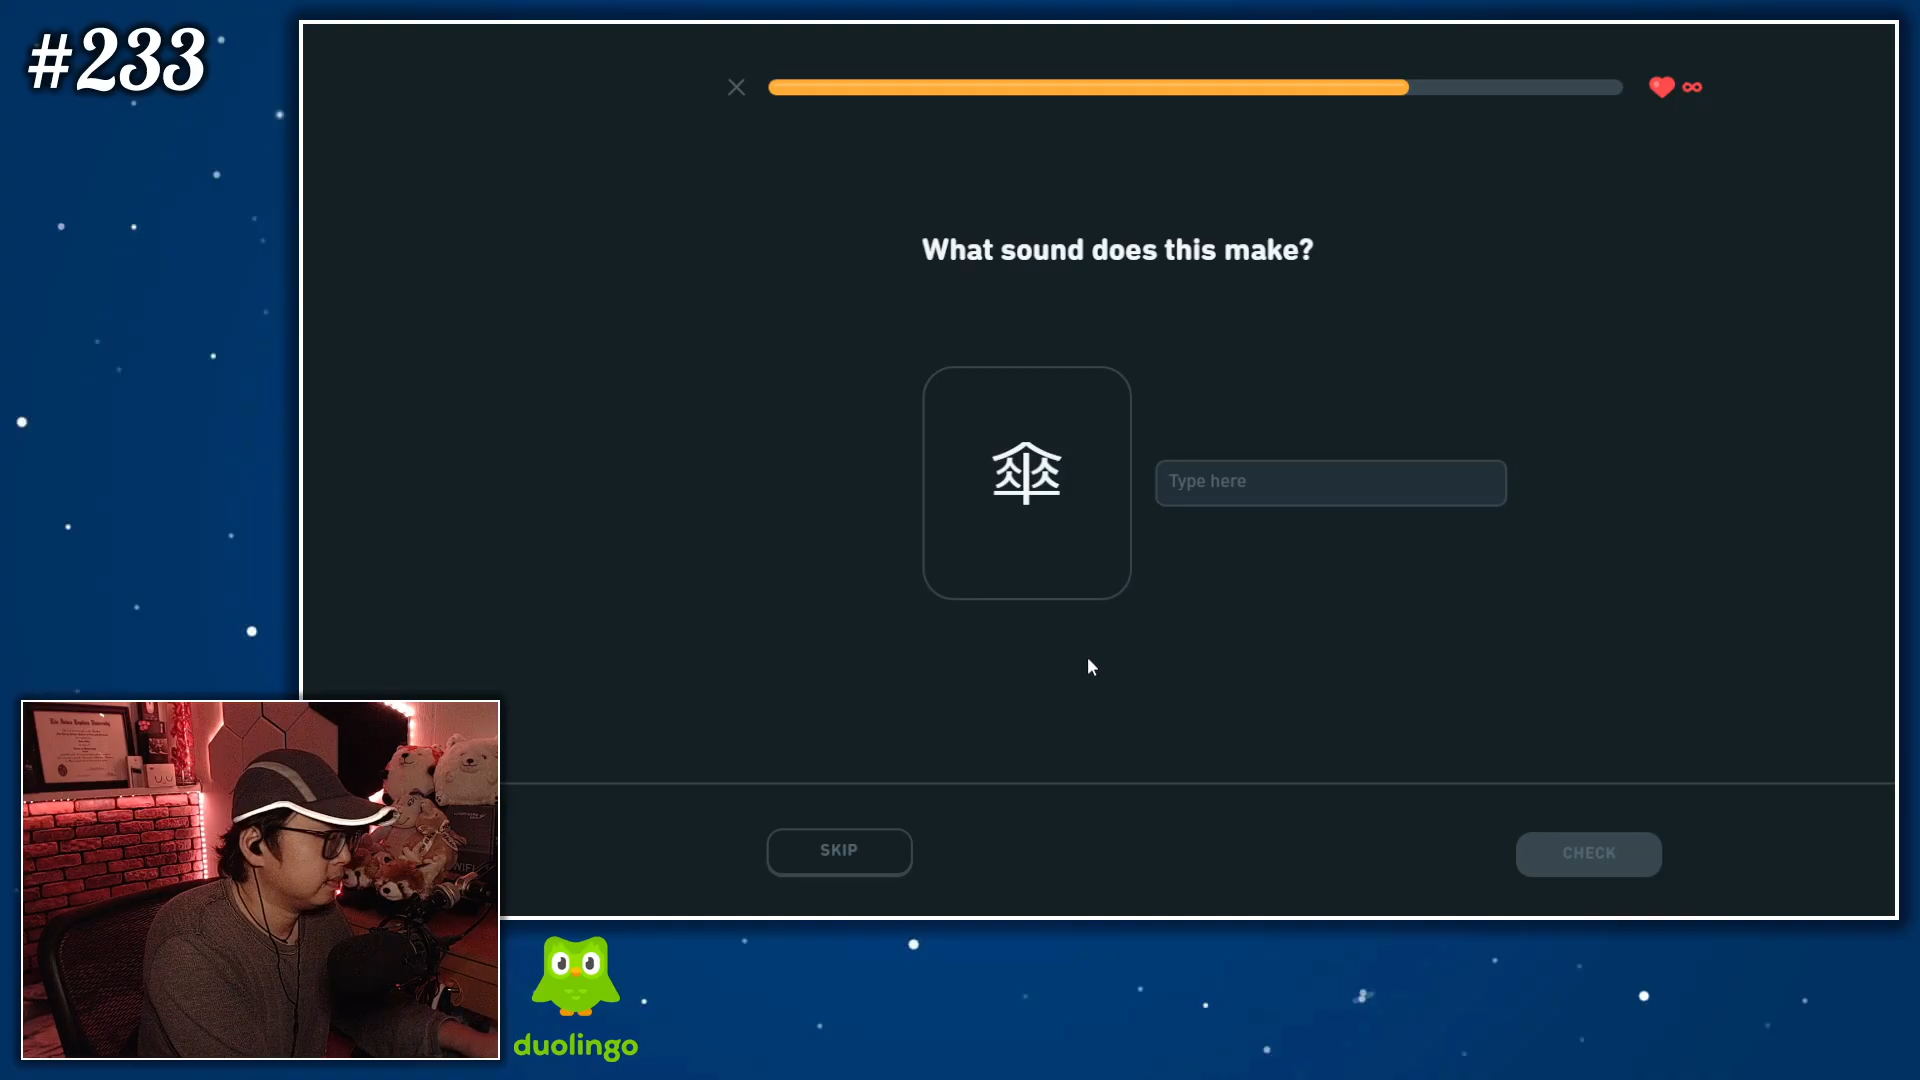 #233
∞
What sound does this make?
傘
Type here
SKIP
CHECK
duolingo